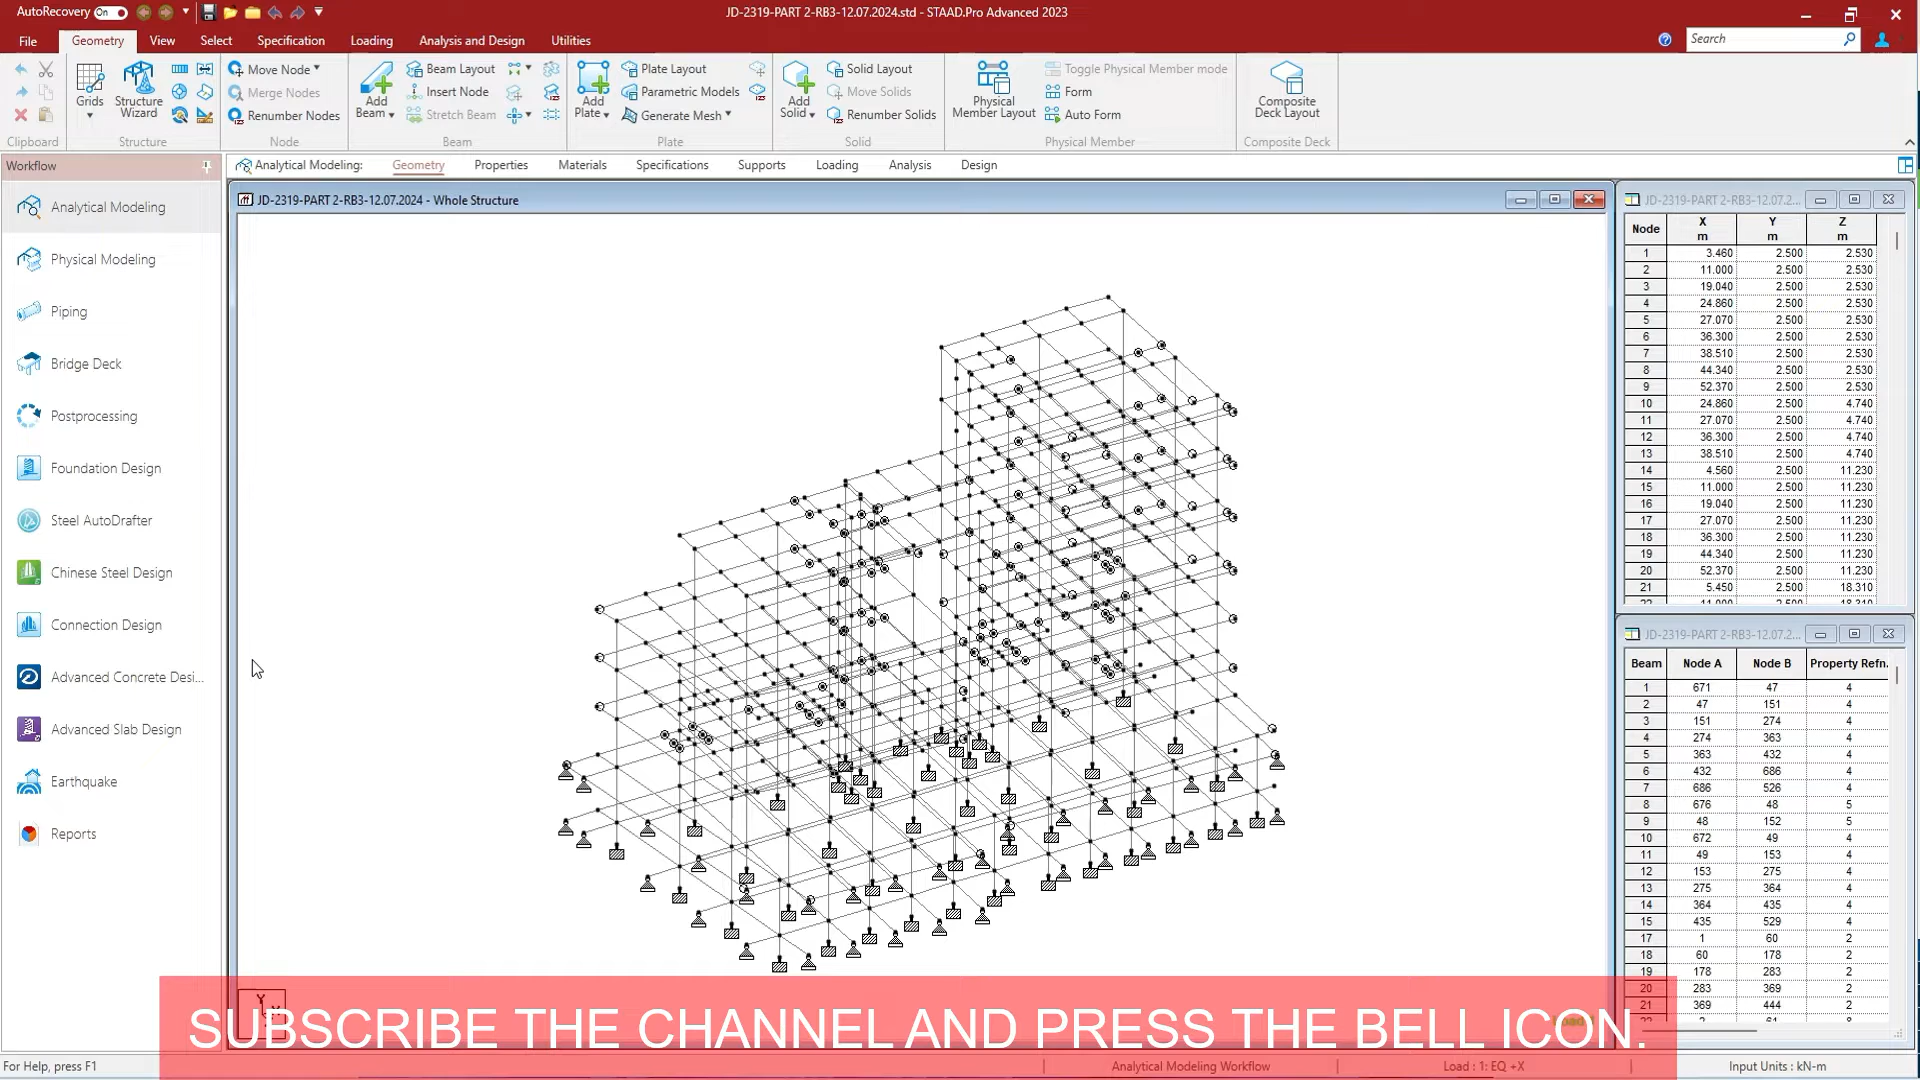 AutoRecovery On
JD-2319-PART 2-RB3-12.07.2024.std - STAAD.Pro Advanced 2023
File Geometry View Select Specification Loading Analysis and Design Utilities
Search
Grids
Structure Wizard
Move Node
Merge Nodes
Renumber Nodes
Add Beam
Beam Layout
Insert Node
Stretch Beam
Add Plate
Plate Layout
Parametric Models
Generate Mesh
Add Solid
Solid Layout
Move Solids
Renumber Solids
Physical Member Layout
Toggle Physical Member mode
Form
Auto Form
Composite Deck Layout
Clipboard Structure Node Beam Plate Solid Physical Member Composite Deck
Workflow
Analytical Modeling: Geometry Properties Materials Specifications Supports Loading Analysis Design
Analytical Modeling
Physical Modeling
Piping
Bridge Deck
Postprocessing
Foundation Design
Steel AutoDrafter
Chinese Steel Design
Connection Design
Advanced Concrete Desi...
Advanced Slab Design
Earthquake
Reports
JD-2319-PART 2-RB3-12.07.2024 - Whole Structure
JD-2319-PART 2-RB3-12.07.2...
Node X m Y m Z m
1 3.460 2.500 2.530
2 11.000 2.500 2.530
3 19.040 2.500 2.530
4 24.860 2.500 2.530
5 27.070 2.500 2.530
6 36.300 2.500 2.530
7 38.510 2.500 2.530
8 44.340 2.500 2.530
9 52.370 2.500 2.530
10 24.860 2.500 4.740
11 27.070 2.500 4.740
12 36.300 2.500 4.740
13 38.510 2.500 4.740
14 4.560 2.500 11.230
15 11.000 2.500 11.230
16 19.040 2.500 11.230
17 27.070 2.500 11.230
18 36.300 2.500 11.230
19 44.340 2.500 11.230
20 52.370 2.500 11.230
21 5.450 2.500 18.310
JD-2319-PART 2-RB3-12.07.2...
Beam Node A Node B Property Refn.
1 671 47 4
2 47 151 4
3 151 274 4
4 274 363 4
5 363 432 4
6 432 686 4
7 686 526 4
8 676 48 5
9 48 152 5
10 672 49 4
11 49 153 4
12 153 275 4
13 275 364 4
14 364 435 4
15 435 529 4
17 1 60 2
18 60 178 2
19 178 283 2
20 283 369 2
21 369 444 2
Y
SUBSCRIBE THE CHANNEL AND PRESS THE BELL ICON.
For Help, press F1
Analytical Modeling Workflow
Load : 1: EQ +X
Input Units : kN-m